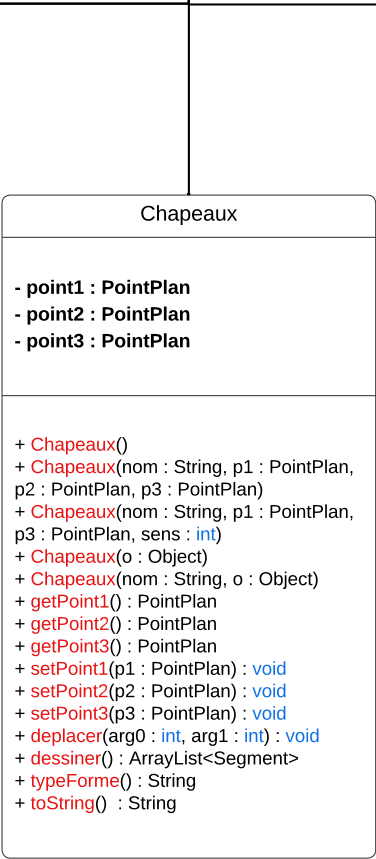 Chapeaux
- point1 : PointPlan
- point2 : PointPlan
- point3 : PointPlan
+ Chapeaux()
+ Chapeaux(nom : String, p1 : PointPlan,
p2 : PointPlan, p3 : PointPlan)
+ Chapeaux(nom : String, p1 : PointPlan,
p3 : PointPlan, sens : int)
+ Chapeaux(o : Object)
+ Chapeaux(nom : String, o : Object)
+ getPoint1() : PointPlan
+ getPoint2() : PointPlan
+ getPoint3() : PointPlan
+ setPoint1(p1 : PointPlan) : void
+ setPoint2(p2 : PointPlan) : void
+ setPoint3(p3 : PointPlan) : void
+ deplacer(arg0 : int, arg1 : int) : void
+ dessiner() : ArrayList<Segment>
+ typeForme() : String
+ toString()  : String